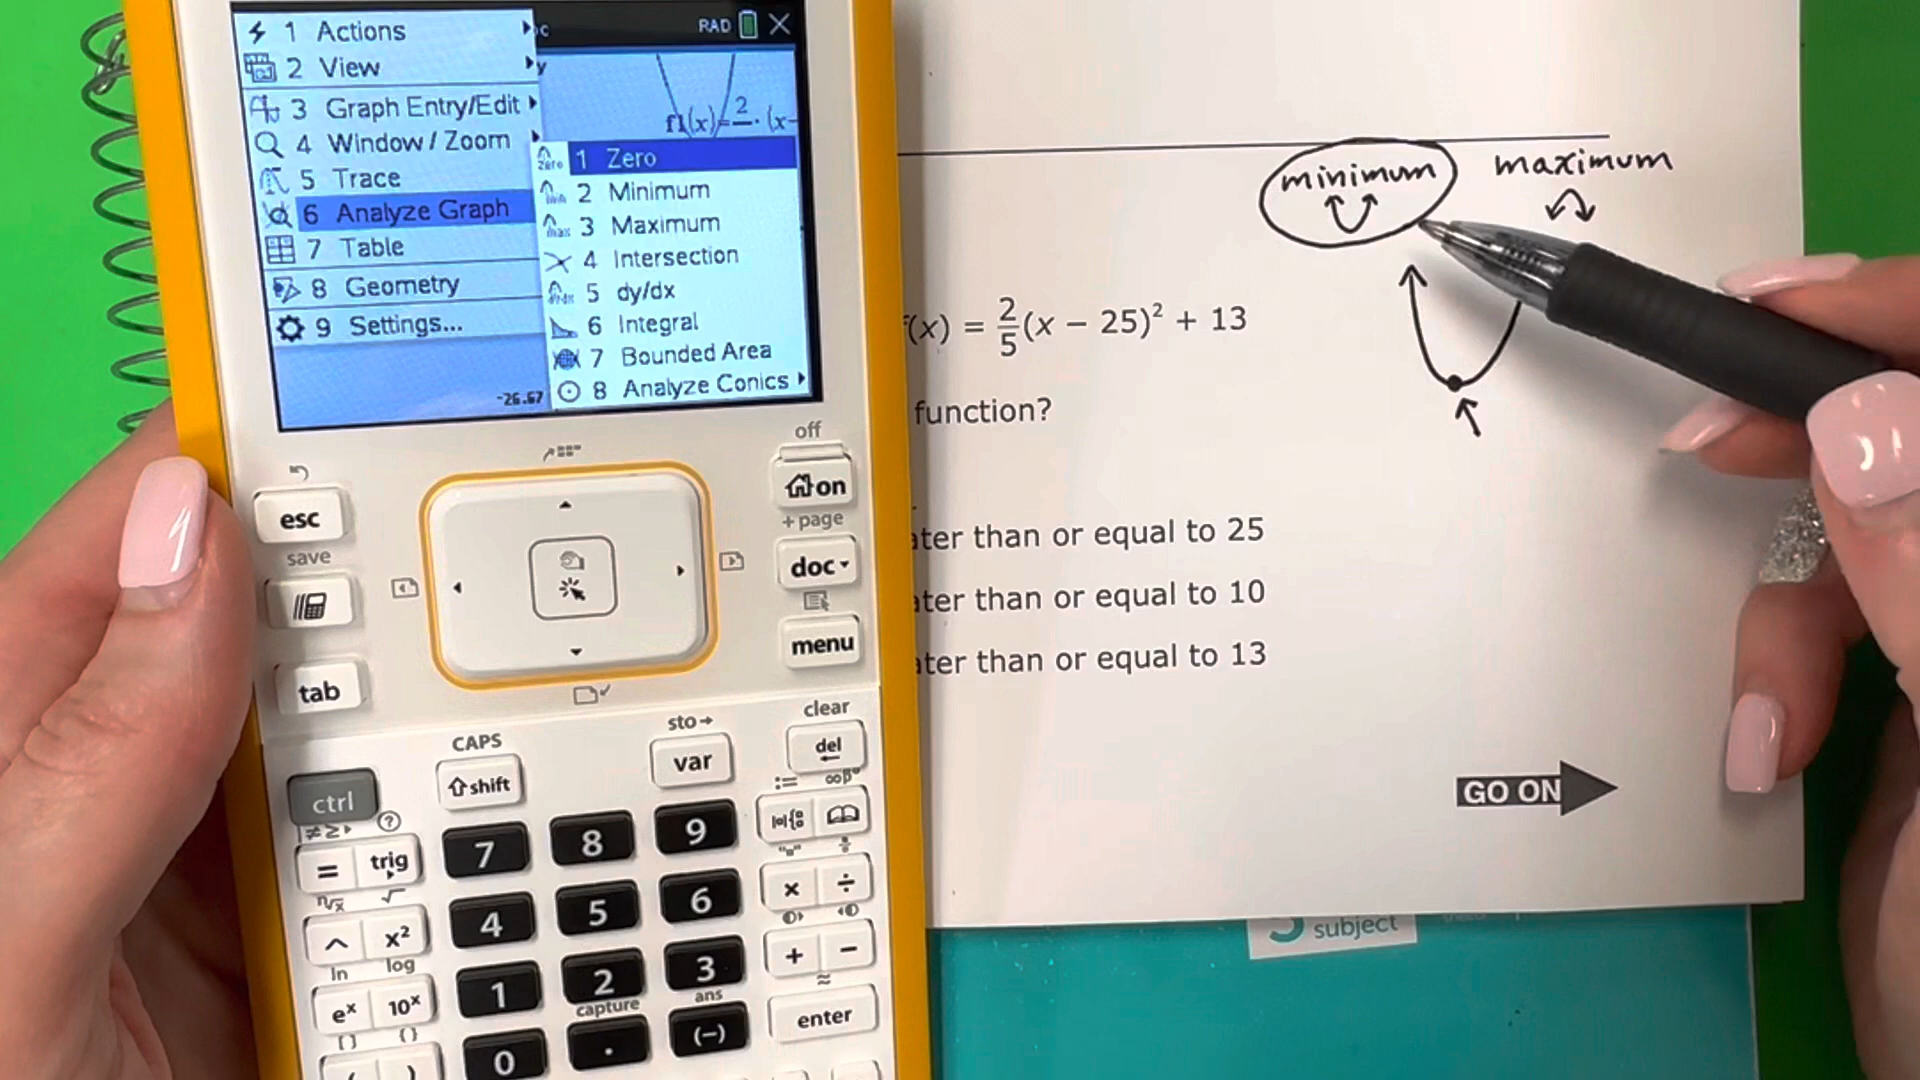 1 Actions
2 View
3 Graph Entry/Edit
4 Window / Zoom
5 Trace
6 Analyze Graph
7 Table
8 Geometry
9 Settings...
RAD
y
f1(x)=2/5·(x-
1 Zero
2 Minimum
3 Maximum
4 Intersection
5 dy/dx
6 Integral
7 Bounded Area
8 Analyze Conics
-26.67
minimum
maximum
f(x) = 2/5(x − 25)² + 13
function?
ater than or equal to 25
ater than or equal to 10
ater than or equal to 13
GO ON
subject
off
esc
on
save
+ page
doc
menu
tab
CAPS
sto→
clear
ctrl
shift
var
del
= trig
7 8 9
× ÷
√
^ x²
4 5 6
+ −
ln log
eˣ 10ˣ
1 2 3
≈
capture
ans
enter
[] {}
0 . (−)
( )